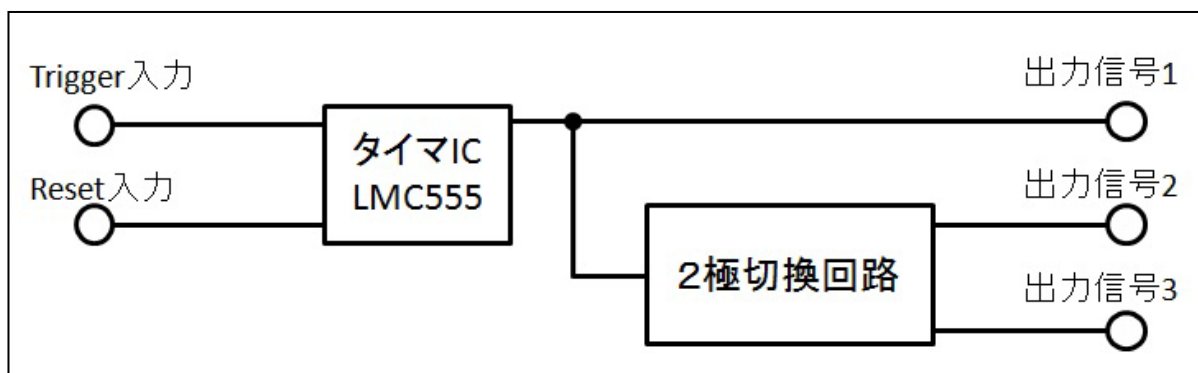 Trigger入力
出力信号1
タイマIC
LMC555
Reset入力
出力信号2
2極切換回路
出力信号3